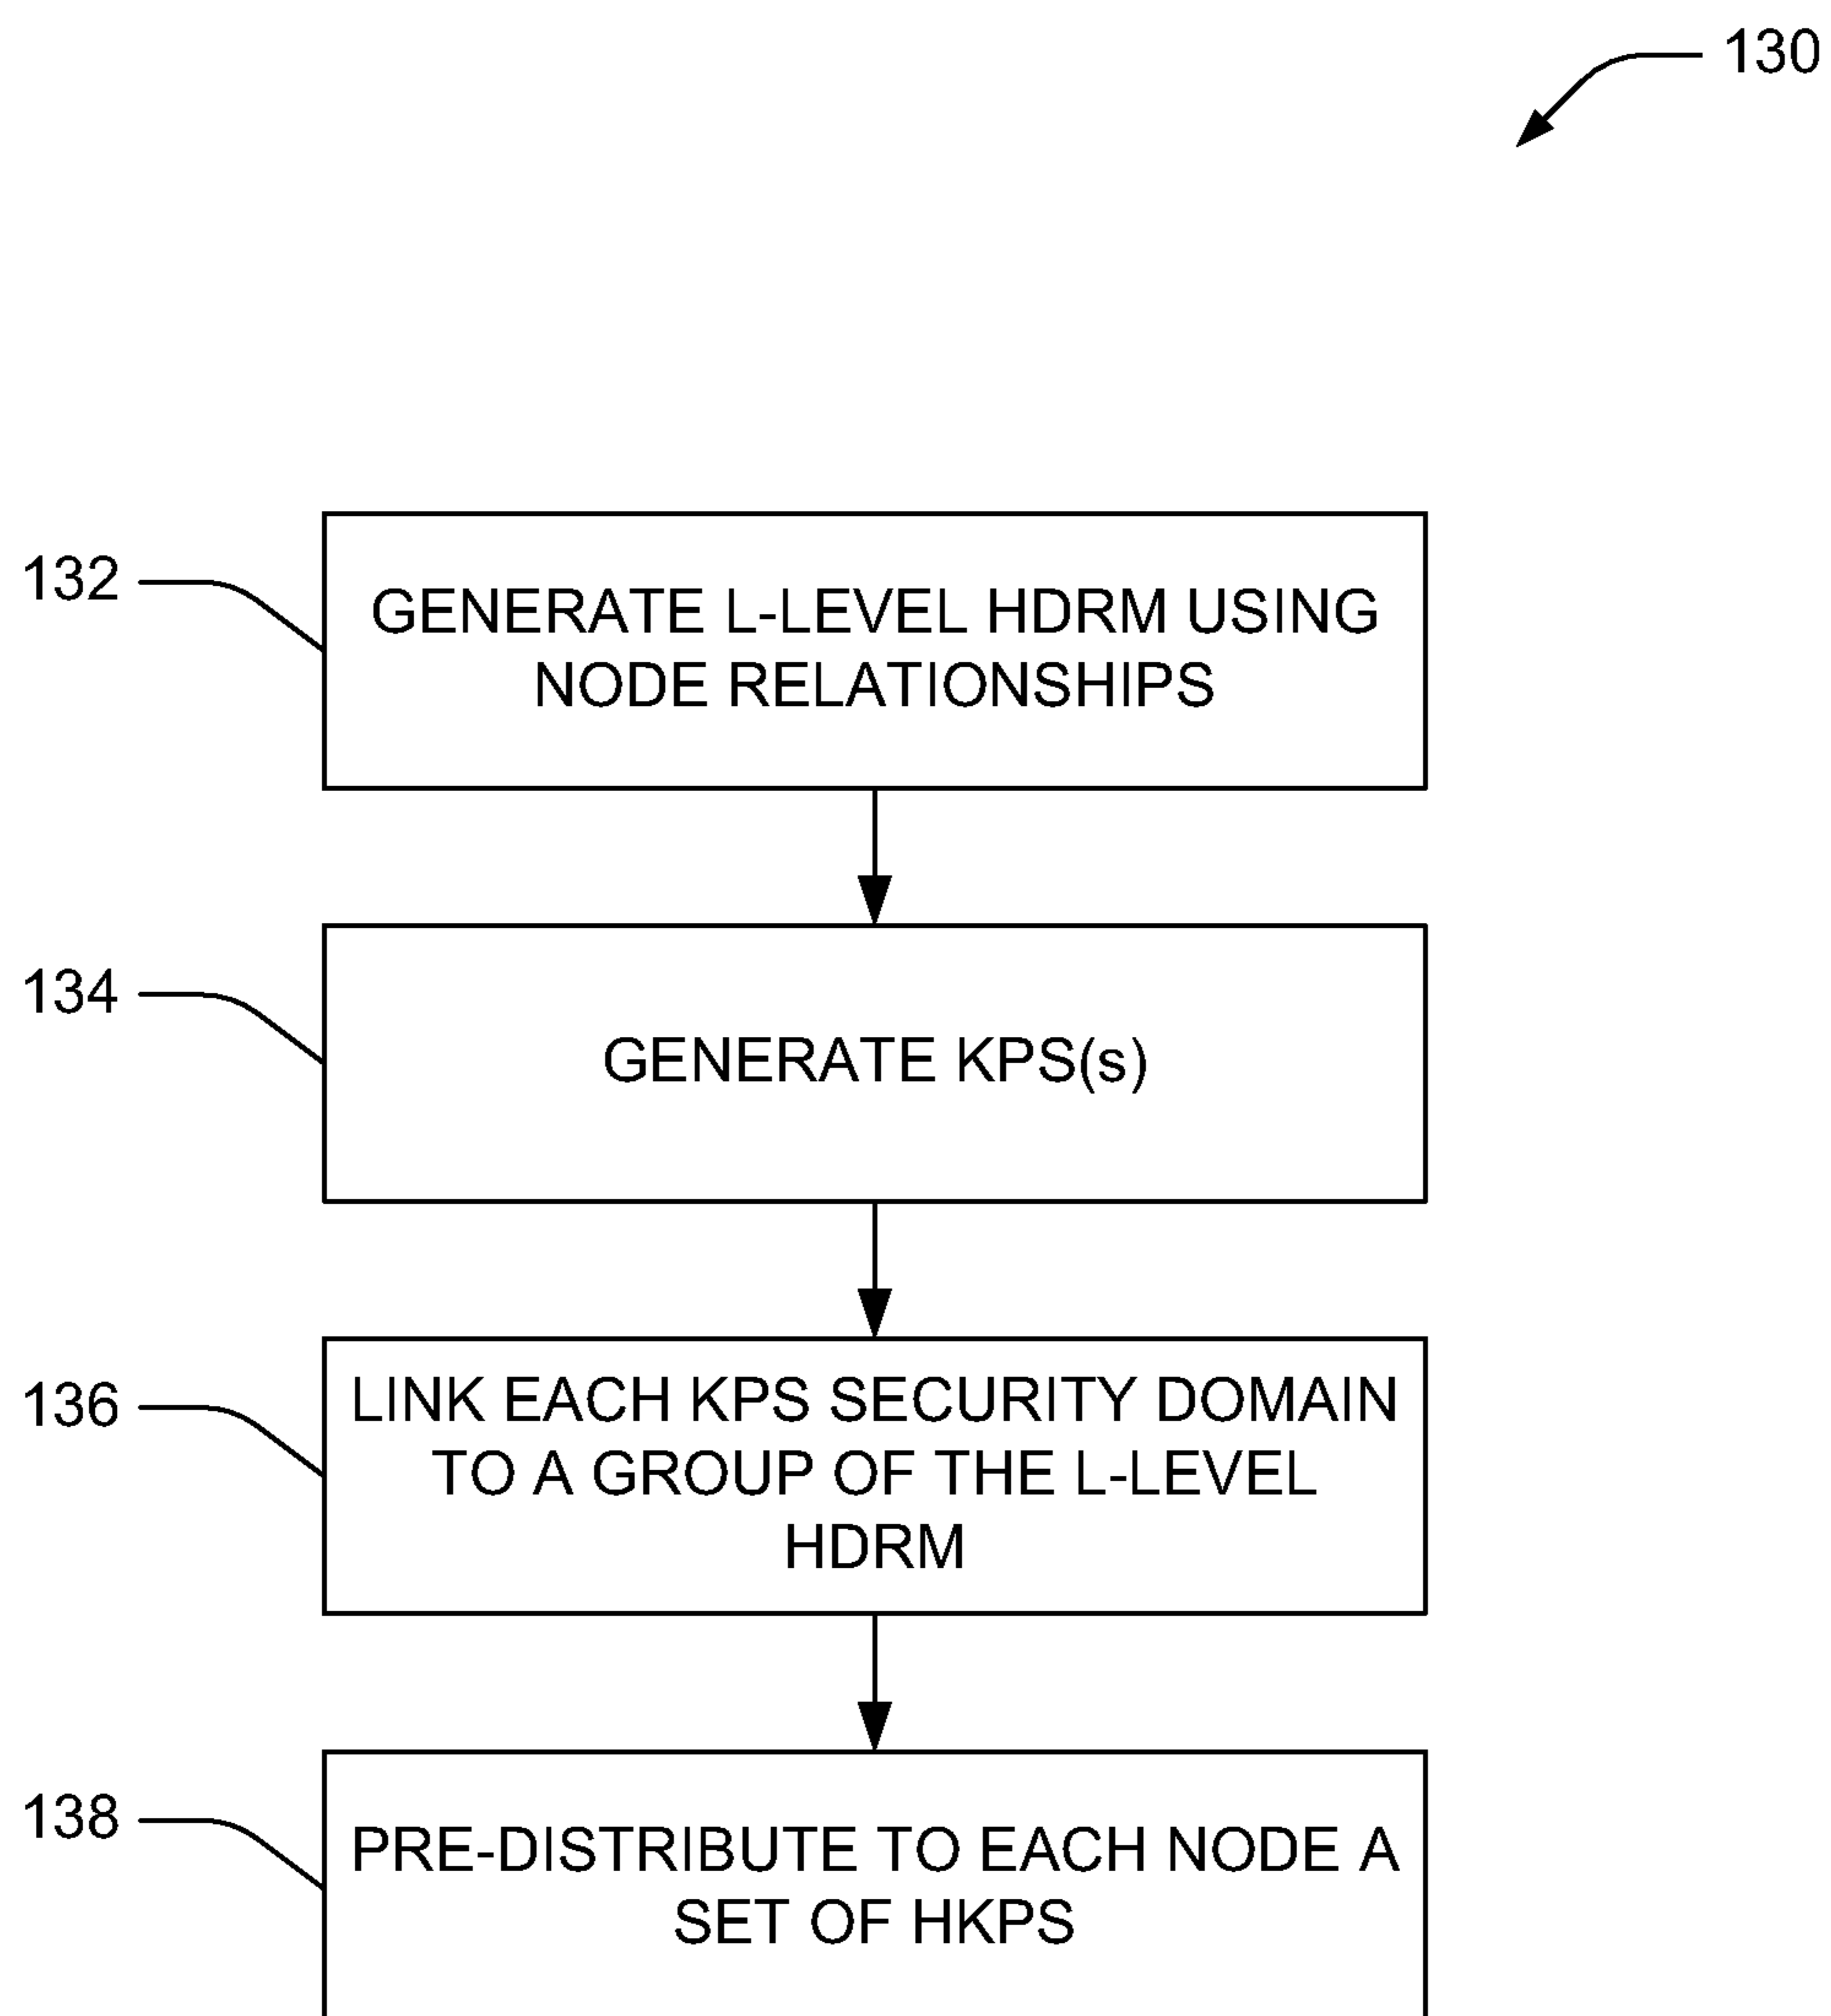 130
132
GENERATE L-LEVEL HDRM USING
NODE RELATIONSHIPS
134
GENERATE KPS(s)
136
LINK EACH KPS SECURITY DOMAIN
TO A GROUP OF THE L-LEVEL
HDRM
138
PRE-DISTRIBUTE TO EACH NODE A
SET OF HKPS